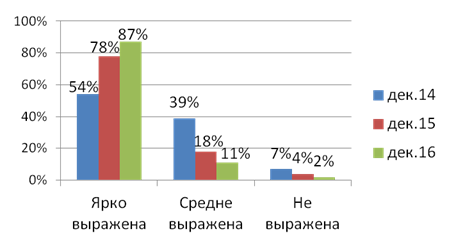 100%
80%
60%
40%
20%
0%
54%
78%
87%
39%
18%
11%
7%
4%
2%
Ярко
выражена
Средне
выражена
Не
выражена
дек.14
дек.15
дек.16